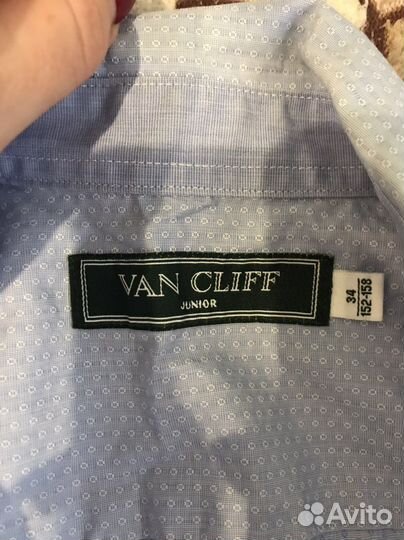 VAN CLIFF
JUNIOR
34
152-158
Avito